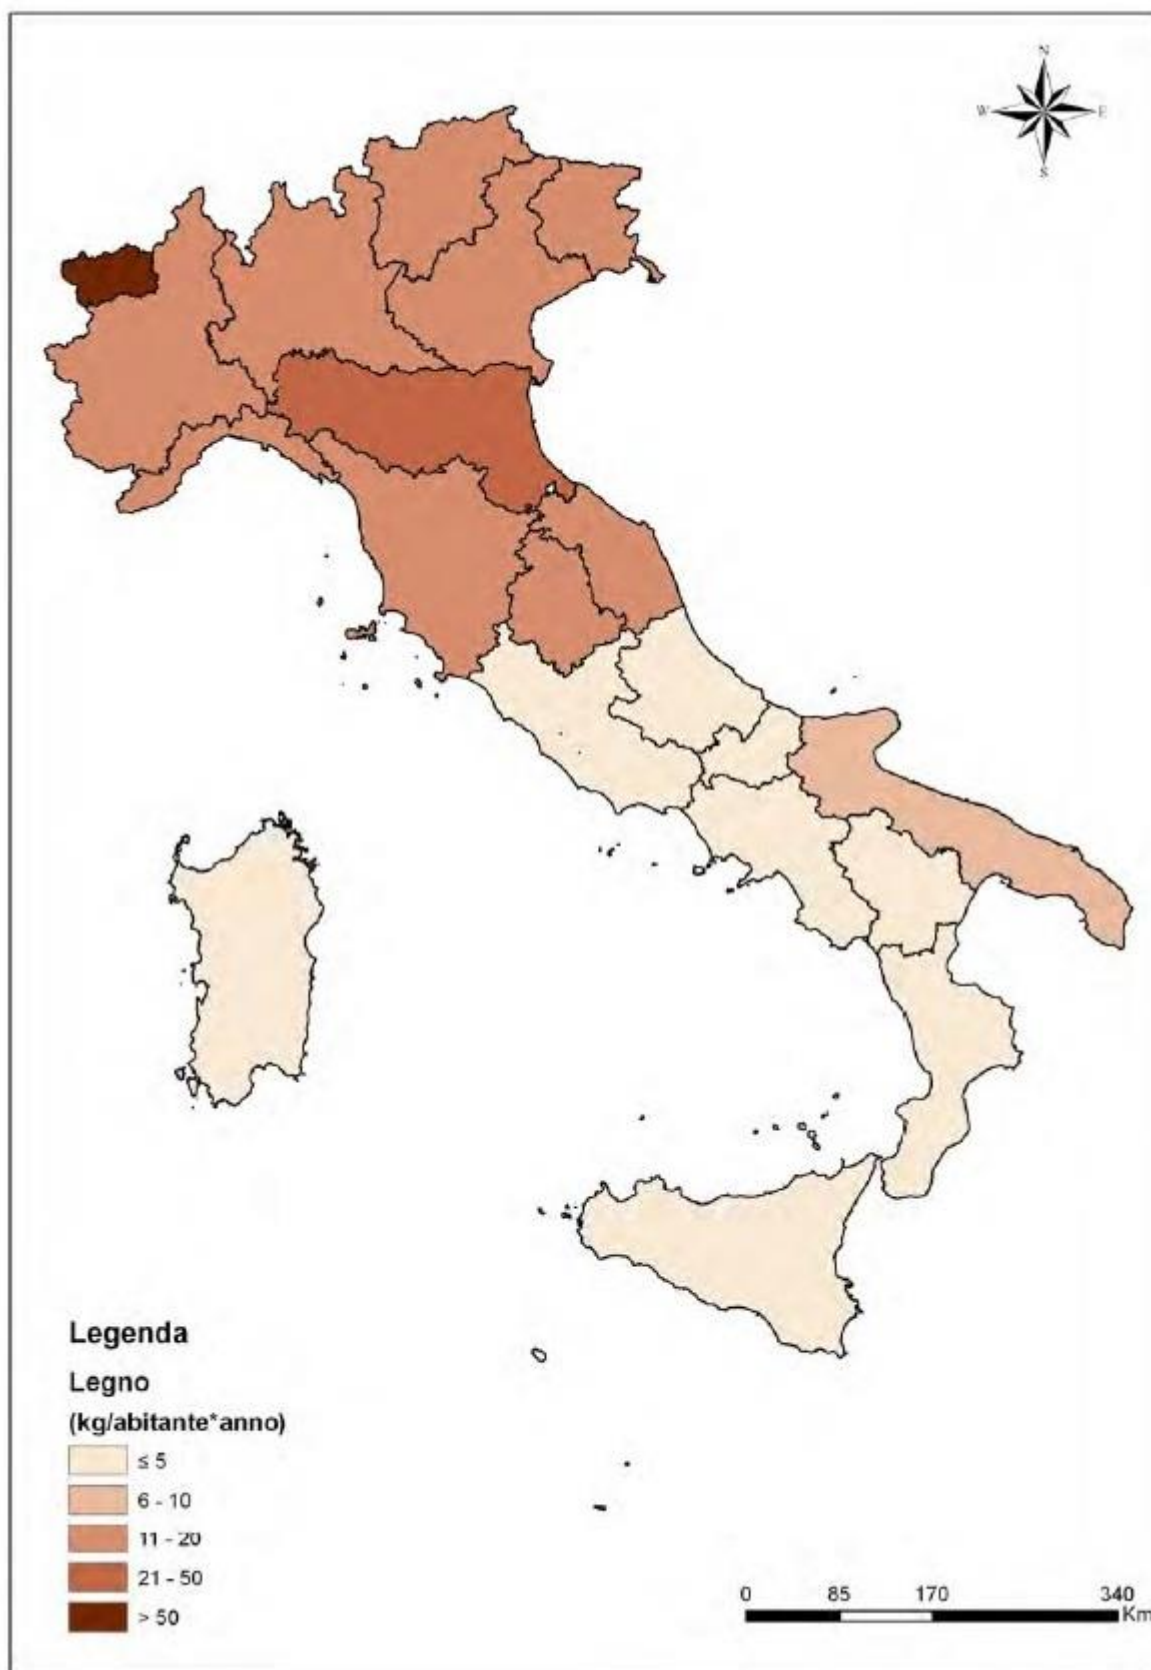 N
W E
S
Legenda
Legno
(kg/abitante*anno)
≤ 5
6 - 10
11 - 20
21 - 50
> 50
0 85 170 340
Km